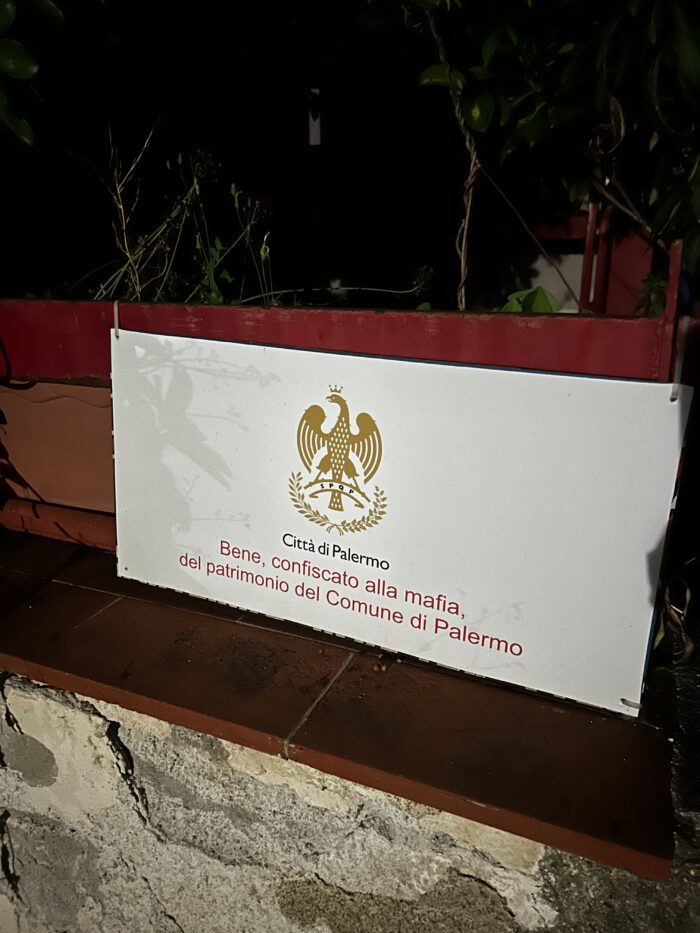 SPQP
Città di Palermo
Bene, confiscato alla mafia,
del patrimonio del Comune di Palermo